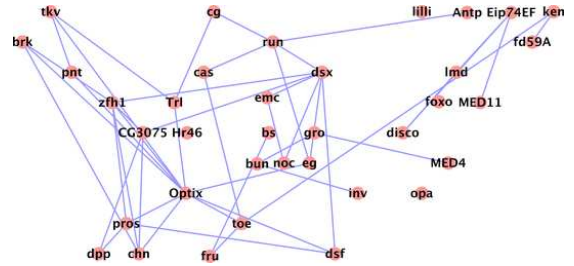 tkv cg lilli Antp Eip74EF ken
brk run fd59A
pnt cas dsx lmd
zfh1 Trl emc foxo MED11
CG3075 Hr46 bs gro disco
bun noc eg MED4
Optix inv opa
pros toe
dpp chn fru dsf